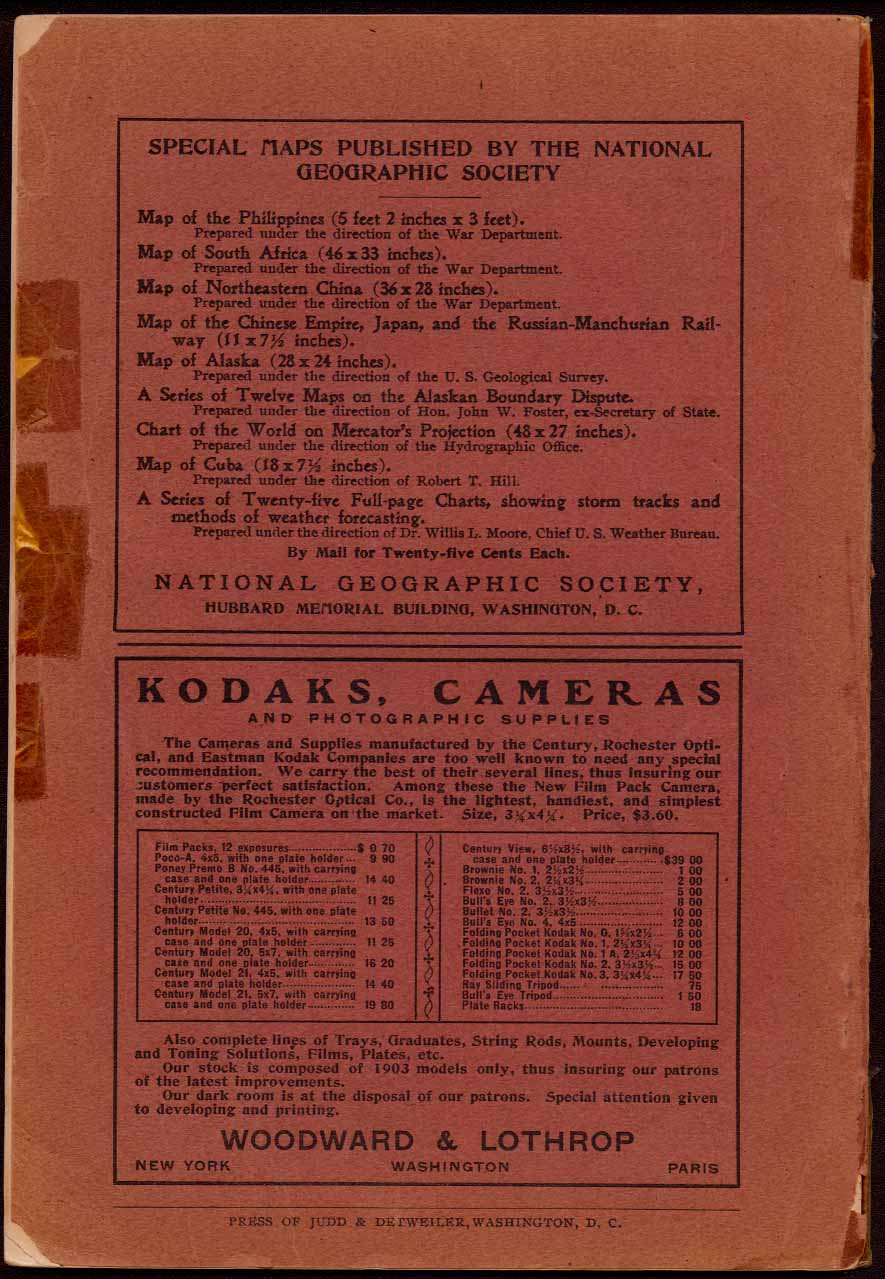 SPECIAL MAPS PUBLISHED BY THE NATIONAL
GEOGRAPHIC SOCIETY
Map of the Philippines (5 feet 2 inches x 3 feet).
Prepared under the direction of the War Department.
Map of South Africa (46 x 33 inches).
Prepared under the direction of the War Department.
Map of Northeastern China (36 x 28 inches).
Prepared under the direction of the War Department.
Map of the Chinese Empire, Japan, and the Russian-Manchurian Rail-
way (11 x 7½ inches).
Map of Alaska (28 x 24 inches).
Prepared under the direction of the U. S. Geological Survey.
A Series of Twelve Maps on the Alaskan Boundary Dispute.
Prepared under the direction of Hon. John W. Foster, ex-Secretary of State.
Chart of the World on Mercator's Projection (48 x 27 inches).
Prepared under the direction of the Hydrographic Office.
Map of Cuba (18 x 7½ inches).
Prepared under the direction of Robert T. Hill.
A Series of Twenty-five Full-page Charts, showing storm tracks and
methods of weather forecasting.
Prepared under the direction of Dr. Willis L. Moore, Chief U. S. Weather Bureau.
By Mail for Twenty-five Cents Each.
NATIONAL GEOGRAPHIC SOCIETY,
HUBBARD MEMORIAL BUILDING, WASHINGTON, D. C.
KODAKS, CAMERAS
AND PHOTOGRAPHIC SUPPLIES
The Cameras and Supplies manufactured by the Century, Rochester Opti-
cal, and Eastman Kodak Companies are too well known to need any special
recommendation. We carry the best of their several lines, thus insuring our
customers perfect satisfaction. Among these the New Film Pack Camera,
made by the Rochester Optical Co., is the lightest, handiest, and simplest
constructed Film Camera on the market. Size, 3¼x4¼. Price, $3.60.
Film Packs, 12 exposures....................$ 0 70
Poco-A, 4x5, with one plate holder... 9 90
Poney Premo B No. 445, with carrying
case and one plate holder............. 14 40
Century Petite, 3¼x4¼, with one plate
holder.......................................... 11 25
Century Petite No. 445, with one plate
holder.......................................... 13 50
Century Model 20, 4x5, with carrying
case and one plate holder............. 11 25
Century Model 20, 5x7, with carrying
case and one plate holder............. 16 20
Century Model 21, 4x5, with carrying
case and plate holder.................... 14 40
Century Model 21, 5x7, with carrying
case and one plate holder............. 19 80
Century View, 6½x8½, with carrying
case and one plate holder............$39 00
Brownie No. 1, 2½x2½...................... 1 00
Brownie No. 2, 2¼x3¼...................... 2 00
Flexo No. 2, 3½x3½......................... 5 00
Bull's Eye No. 2, 3½x3½................... 8 00
Bullet No. 2, 3½x3½........................ 10 00
Bull's Eye No. 4, 4x5....................... 12 00
Folding Pocket Kodak No. 0, 1⅝x2½... 6 00
Folding Pocket Kodak No. 1, 2¼x3¼... 10 00
Folding Pocket Kodak No. 1 A, 2½x4¼ 12 00
Folding Pocket Kodak No. 2, 3½x3½... 15 00
Folding Pocket Kodak No. 3, 3¼x4¼... 17 50
Ray Sliding Tripod...... .................. 75
Bull's Eye Tripod............................. 1 50
Plate Racks..................................... 18
Also complete lines of Trays, Graduates, String Rods, Mounts, Developing
and Toning Solutions, Films, Plates, etc.
Our stock is composed of 1903 models only, thus insuring our patrons
of the latest improvements.
Our dark room is at the disposal of our patrons. Special attention given
to developing and printing.
WOODWARD & LOTHROP
NEW YORK WASHINGTON PARIS
PRESS OF JUDD & DETWEILER, WASHINGTON, D. C.